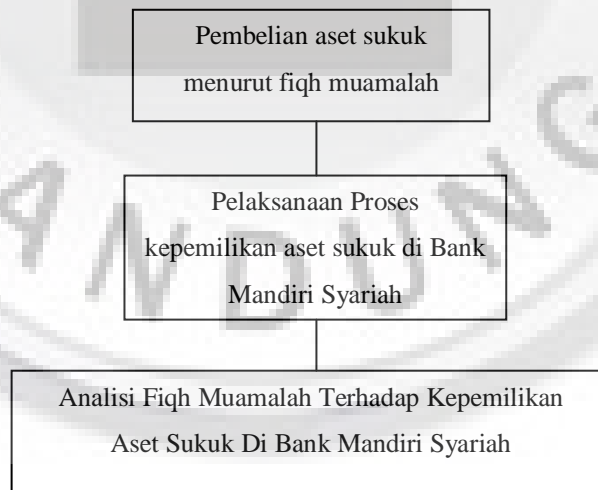 Pembelian aset sukuk
menurut fiqh muamalah
Pelaksanaan Proses
kepemilikan aset sukuk di Bank
Mandiri Syariah
Analisi Fiqh Muamalah Terhadap Kepemilikan
Aset Sukuk Di Bank Mandiri Syariah